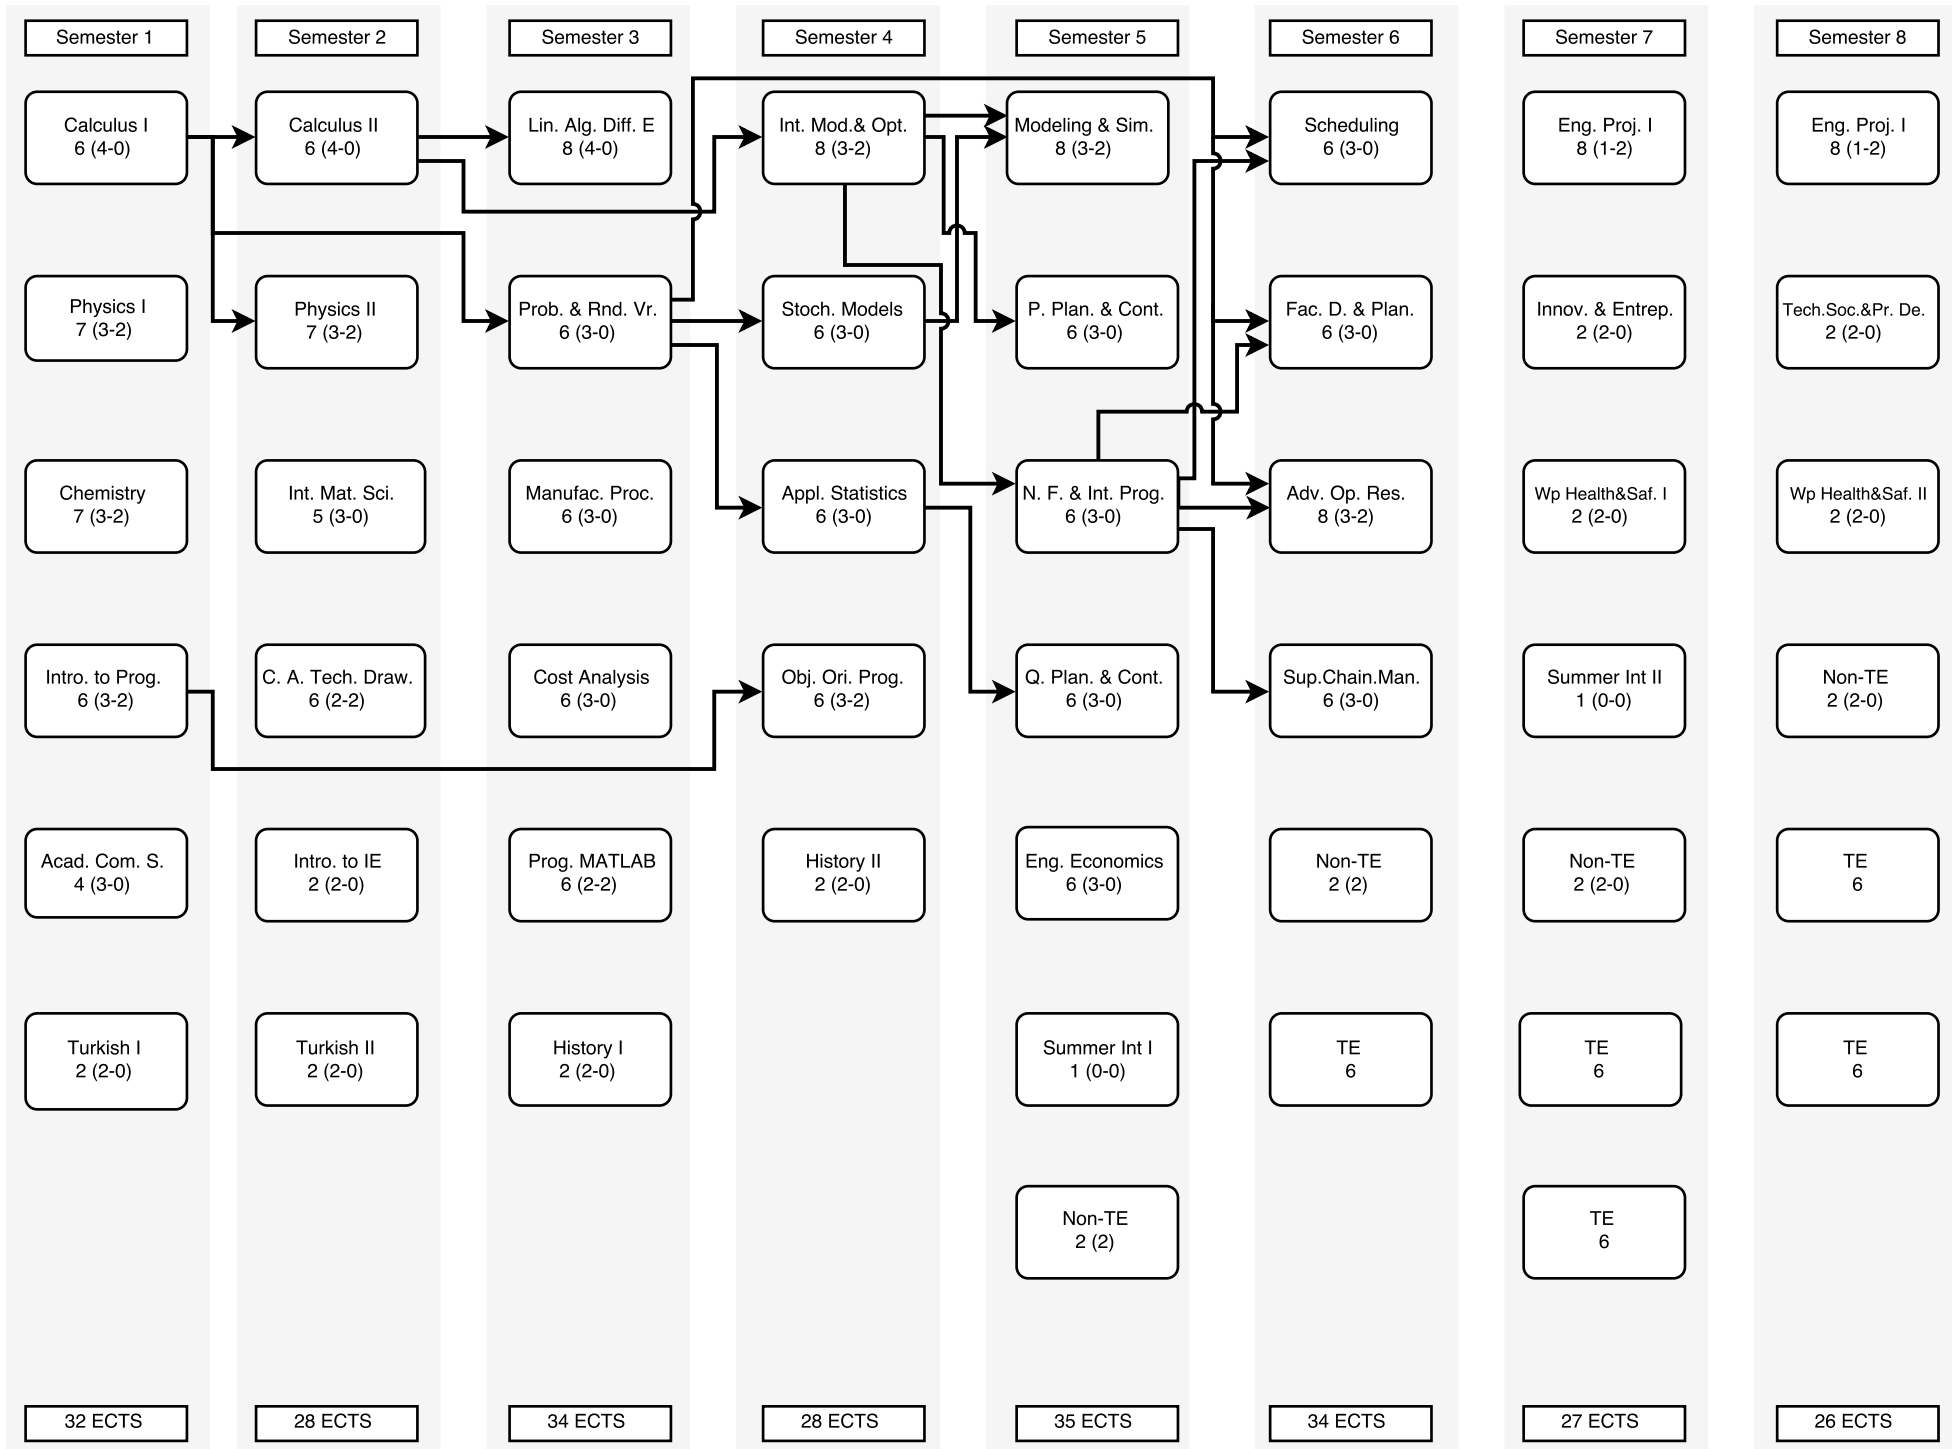 Semester 1
Semester 2
Semester 3
Semester 4
Semester 5
Semester 6
Semester 7
Semester 8
Calculus I
6 (4-0)
Calculus II
6 (4-0)
Lin. Alg. Diff. E
8 (4-0)
Int. Mod.& Opt.
8 (3-2)
Modeling & Sim.
8 (3-2)
Scheduling
6 (3-0)
Eng. Proj. I
8 (1-2)
Eng. Proj. I
8 (1-2)
Physics I
7 (3-2)
Physics II
7 (3-2)
Prob. & Rnd. Vr.
6 (3-0)
Stoch. Models
6 (3-0)
P. Plan. & Cont.
6 (3-0)
Fac. D. & Plan.
6 (3-0)
Innov. & Entrep.
2 (2-0)
Tech.Soc.&Pr. De.
2 (2-0)
Chemistry
7 (3-2)
Int. Mat. Sci.
5 (3-0)
Manufac. Proc.
6 (3-0)
Appl. Statistics
6 (3-0)
N. F. & Int. Prog.
6 (3-0)
Adv. Op. Res.
8 (3-2)
Wp Health&Saf. I
2 (2-0)
Wp Health&Saf. II
2 (2-0)
Intro. to Prog.
6 (3-2)
C. A. Tech. Draw.
6 (2-2)
Cost Analysis
6 (3-0)
Obj. Ori. Prog.
6 (3-2)
Q. Plan. & Cont.
6 (3-0)
Sup.Chain.Man.
6 (3-0)
Summer Int II
1 (0-0)
Non-TE
2 (2-0)
Acad. Com. S.
4 (3-0)
Intro. to IE
2 (2-0)
Prog. MATLAB
6 (2-2)
History II
2 (2-0)
Eng. Economics
6 (3-0)
Non-TE
2 (2)
Non-TE
2 (2-0)
TE
6
Turkish I
2 (2-0)
Turkish II
2 (2-0)
History I
2 (2-0)
Summer Int I
1 (0-0)
TE
6
TE
6
TE
6
Non-TE
2 (2)
TE
6
32 ECTS
28 ECTS
34 ECTS
28 ECTS
35 ECTS
34 ECTS
27 ECTS
26 ECTS